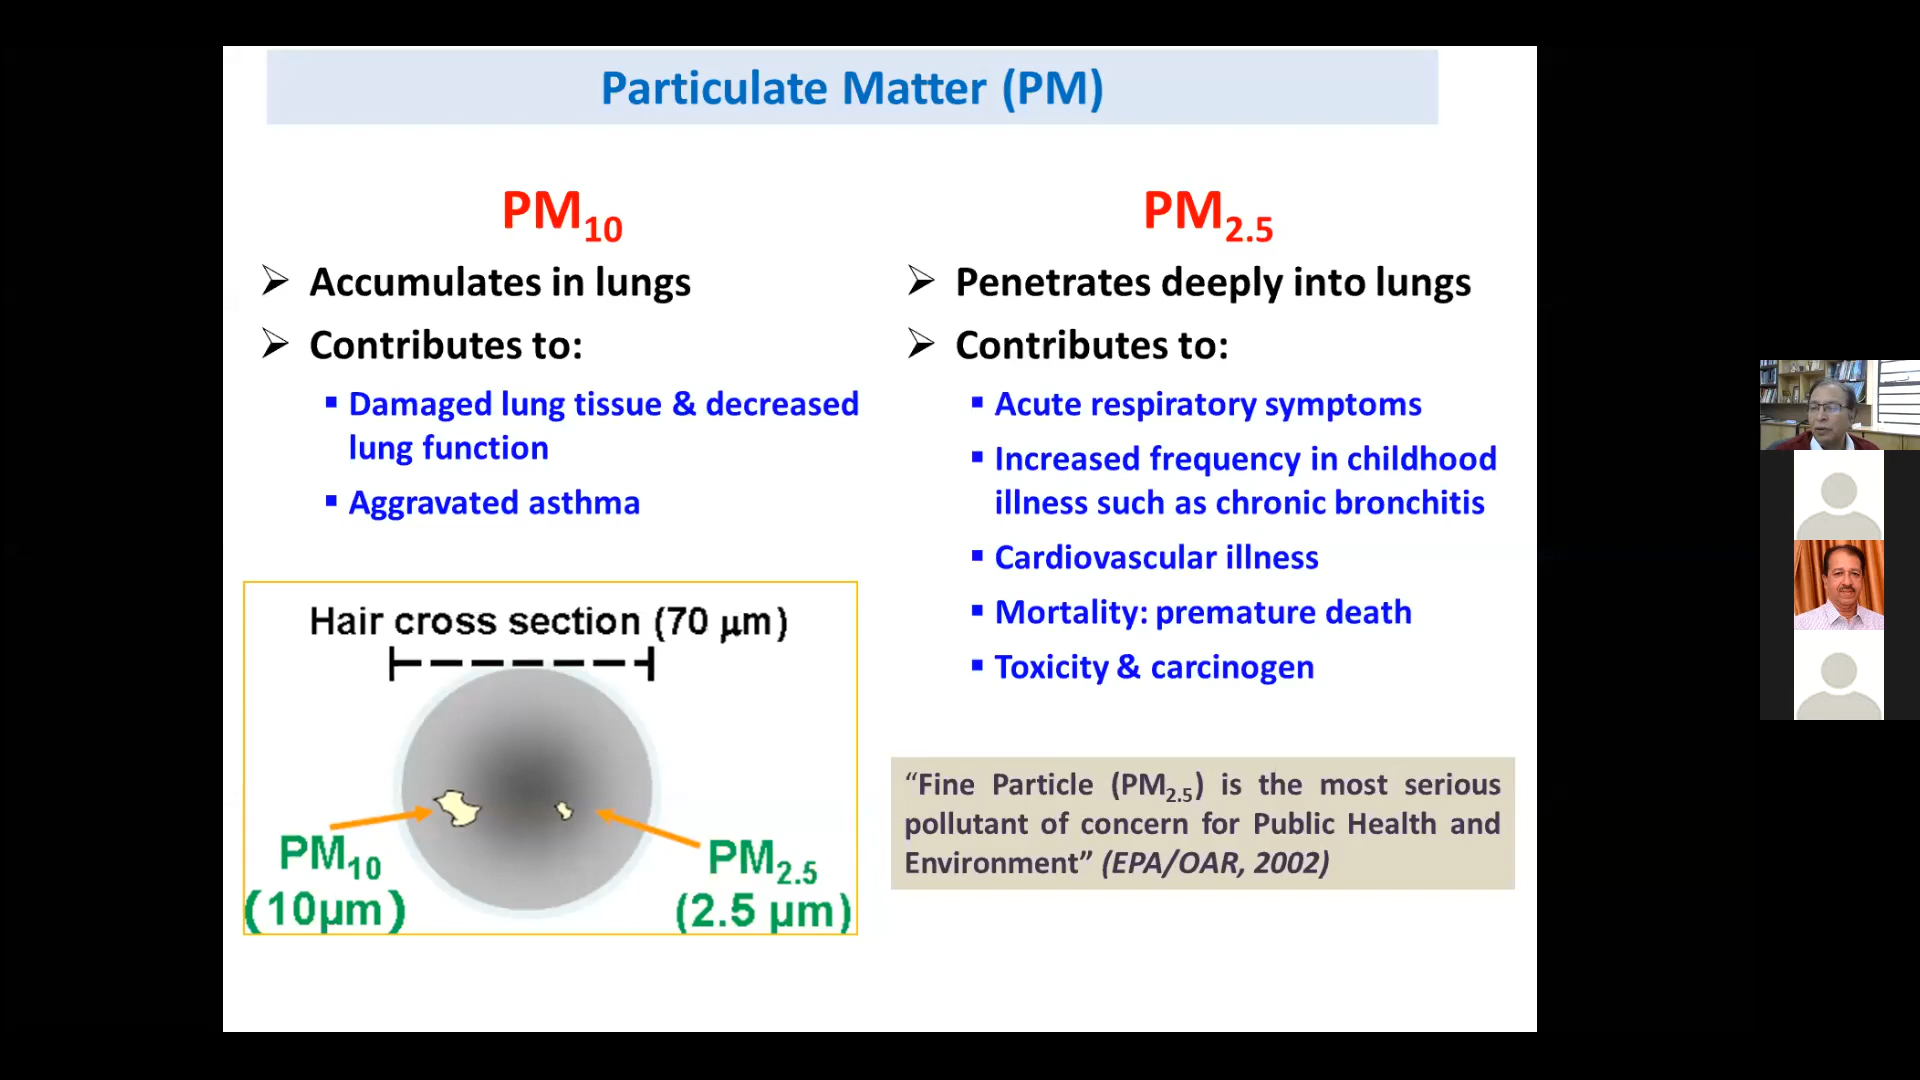 Particulate Matter (PM)
PM10
➢ Accumulates in lungs
➢ Contributes to:
▪ Damaged lung tissue & decreased
lung function
▪ Aggravated asthma
Hair cross section (70 μm)
PM10
(10μm)
PM2.5
(2.5 μm)
PM2.5
➢ Penetrates deeply into lungs
➢ Contributes to:
▪ Acute respiratory symptoms
▪ Increased frequency in childhood
illness such as chronic bronchitis
▪ Cardiovascular illness
▪ Mortality: premature death
▪ Toxicity & carcinogen
“Fine Particle (PM2.5) is the most serious
pollutant of concern for Public Health and
Environment” (EPA/OAR, 2002)